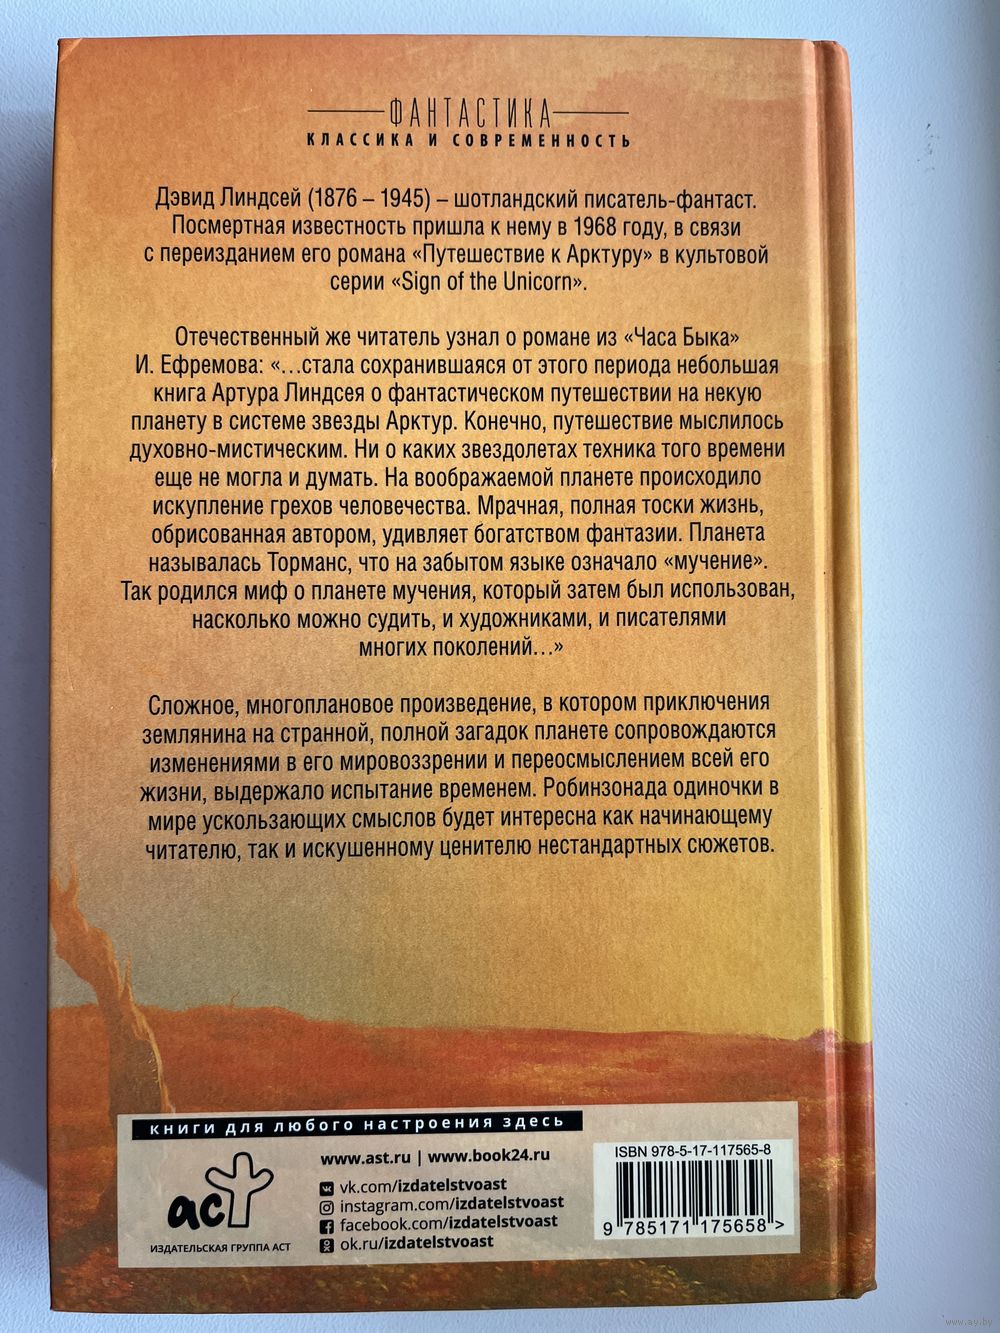 ФАНТАСТИКА
КЛАССИКА И СОВРЕМЕННОСТЬ
Дэвид Линдсей (1876 – 1945) – шотландский писатель-фантаст.
Посмертная известность пришла к нему в 1968 году, в связи
с переизданием его романа «Путешествие к Арктуру» в культовой
серии «Sign of the Unicorn».
Отечественный же читатель узнал о романе из «Часа Быка»
И. Ефремова: «...стала сохранившаяся от этого периода небольшая
книга Артура Линдсея о фантастическом путешествии на некую
планету в системе звезды Арктур. Конечно, путешествие мыслилось
духовно-мистическим. Ни о каких звездолетах техника того времени
еще не могла и думать. На воображаемой планете происходило
искупление грехов человечества. Мрачная, полная тоски жизнь,
обрисованная автором, удивляет богатством фантазии. Планета
называлась Торманс, что на забытом языке означало «мучение».
Так родился миф о планете мучения, который затем был использован,
насколько можно судить, и художниками, и писателями
многих поколений...»
Сложное, многоплановое произведение, в котором приключения
землянина на странной, полной загадок планете сопровождаются
изменениями в его мировоззрении и переосмыслением всей его
жизни, выдержало испытание временем. Робинзонада одиночки в
мире ускользающих смыслов будет интересна как начинающему
читателю, так и искушенному ценителю нестандартных сюжетов.
книги для любого настроения здесь
www.ast.ru | www.book24.ru
vk.com/izdatelstvoast
instagram.com/izdatelstvoast
facebook.com/izdatelstvoast
ok.ru/izdatelstvoast
аст
ИЗДАТЕЛЬСКАЯ ГРУППА АСТ
ISBN 978-5-17-117565-8
9 785171 175658 >
www.ay.by